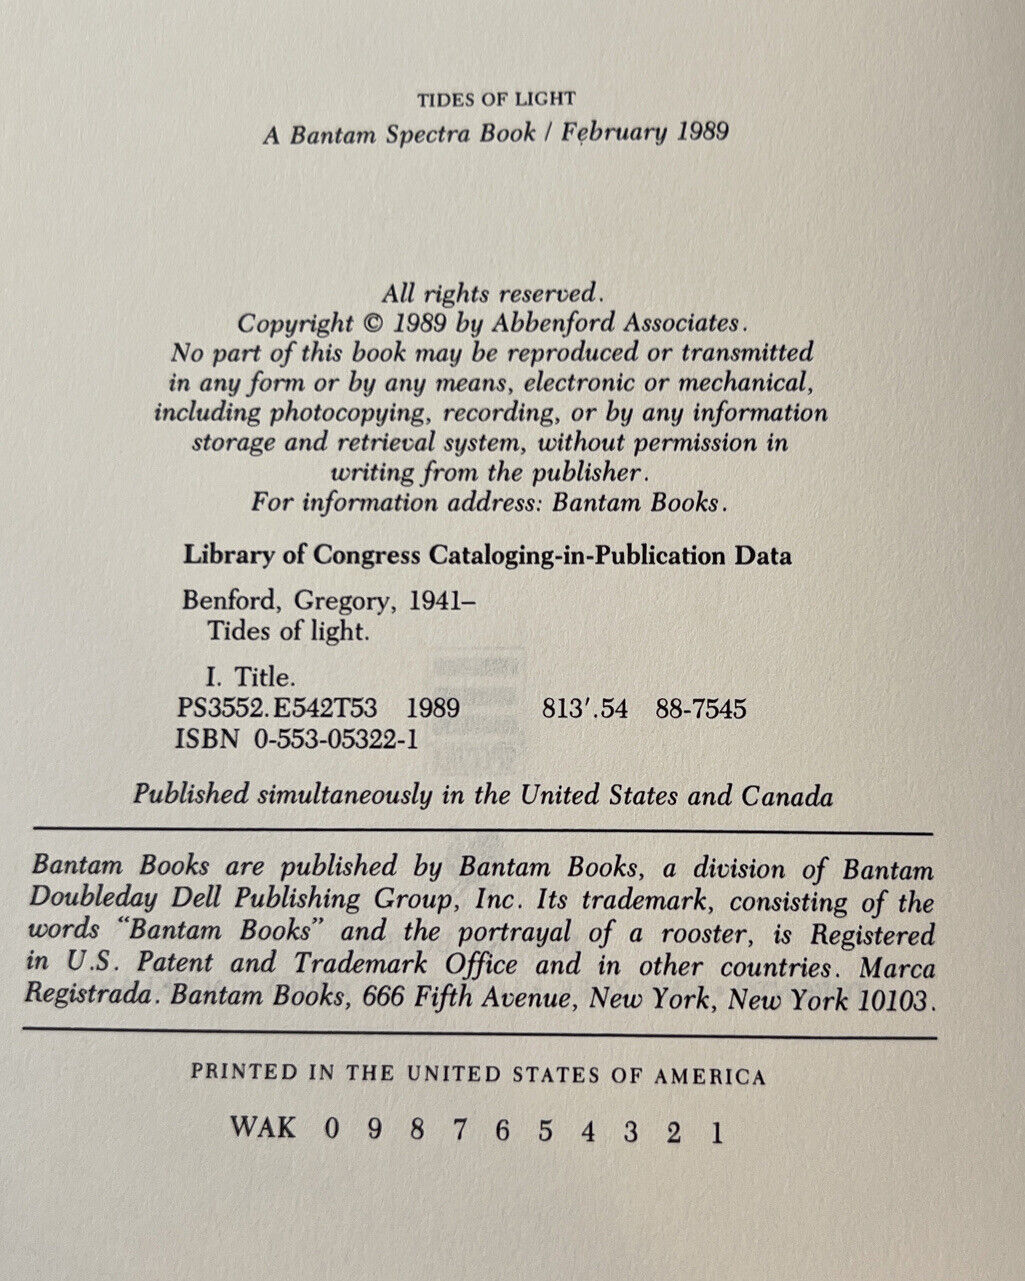 TIDES OF LIGHT
A Bantam Spectra Book / February 1989
All rights reserved.
Copyright © 1989 by Abbenford Associates.
No part of this book may be reproduced or transmitted
in any form or by any means, electronic or mechanical,
including photocopying, recording, or by any information
storage and retrieval system, without permission in
writing from the publisher.
For information address: Bantam Books.
Library of Congress Cataloging-in-Publication Data
Benford, Gregory, 1941–
Tides of light.
I. Title.
PS3552.E542T53 1989 813′.54 88-7545
ISBN 0-553-05322-1
Published simultaneously in the United States and Canada
Bantam Books are published by Bantam Books, a division of Bantam
Doubleday Dell Publishing Group, Inc. Its trademark, consisting of the
words “Bantam Books” and the portrayal of a rooster, is Registered
in U.S. Patent and Trademark Office and in other countries. Marca
Registrada. Bantam Books, 666 Fifth Avenue, New York, New York 10103.
PRINTED IN THE UNITED STATES OF AMERICA
WAK 0 9 8 7 6 5 4 3 2 1